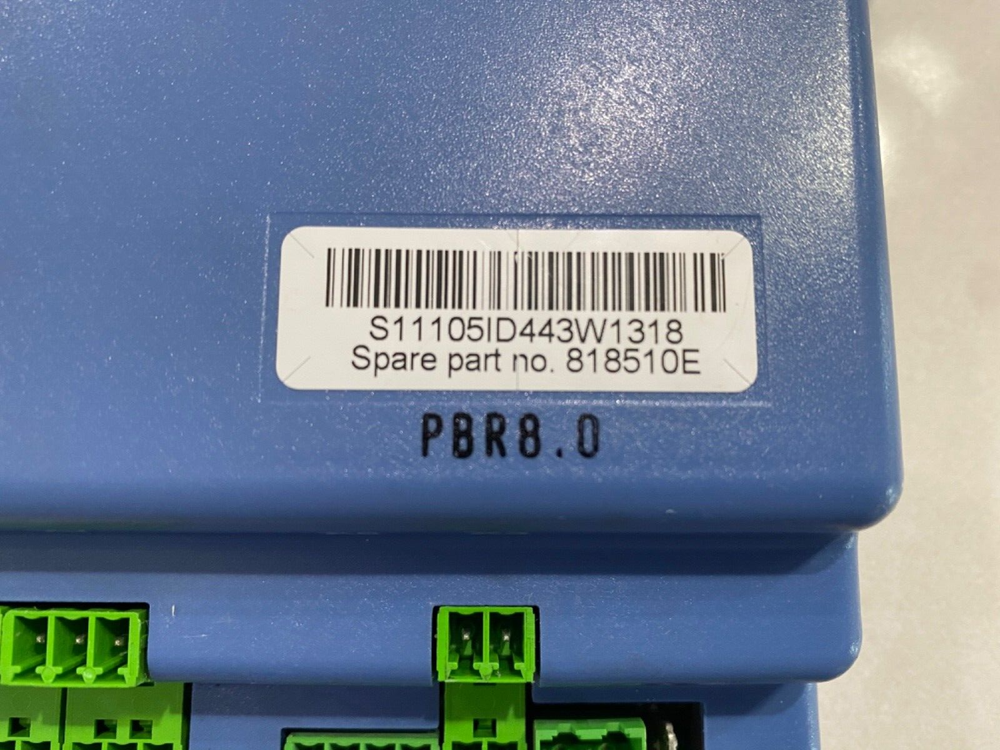 S11105ID443W1318
Spare part no. 818510E
PBR8.0